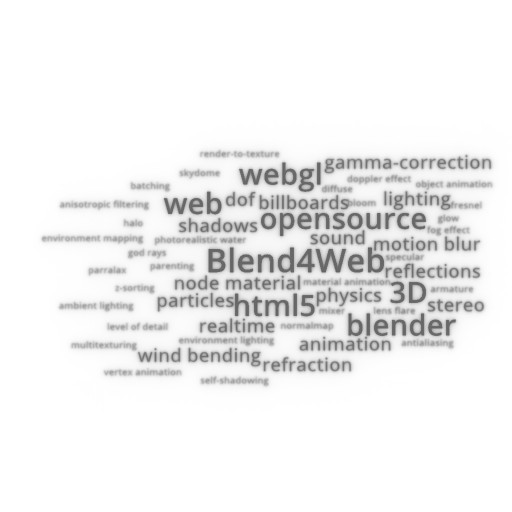 render-to-texture
webgl gamma-correction
skydome doppler effect
batching diffuse object animation
anisotropic filtering web dof billboards bloom lighting fresnel
halo shadows opensource glow
fog effect
environment mapping photorealistic water sound motion blur
god rays Blend4Web specular
parralax parenting reflections
z-sorting node material material animation 3D armature
ambient lighting particles html5 physics stereo
mixer lens flare
level of detail realtime normalmap blender
multitexturing environment lighting animation antialiasing
wind bending refraction
vertex animation
self-shadowing